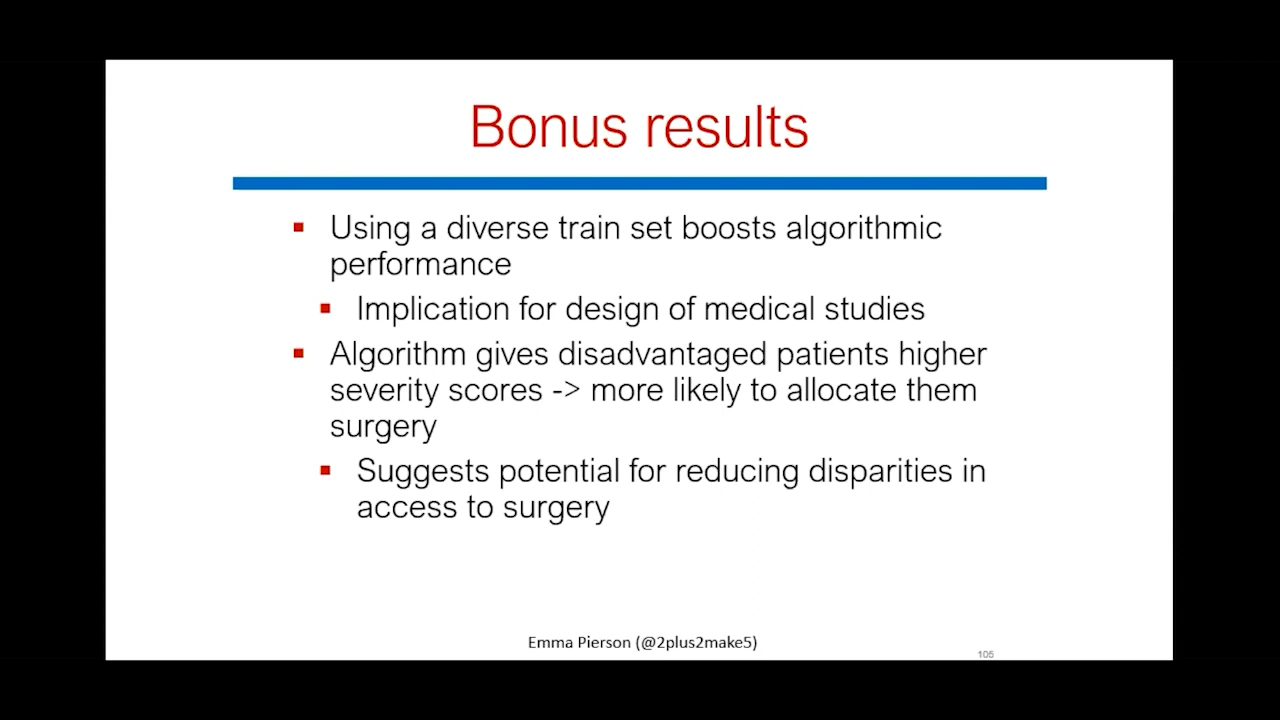 Bonus results
Using a diverse train set boosts algorithmic
performance
Implication for design of medical studies
Algorithm gives disadvantaged patients higher
severity scores -> more likely to allocate them
surgery
Suggests potential for reducing disparities in
access to surgery
Emma Pierson (@2plus2make5)
105